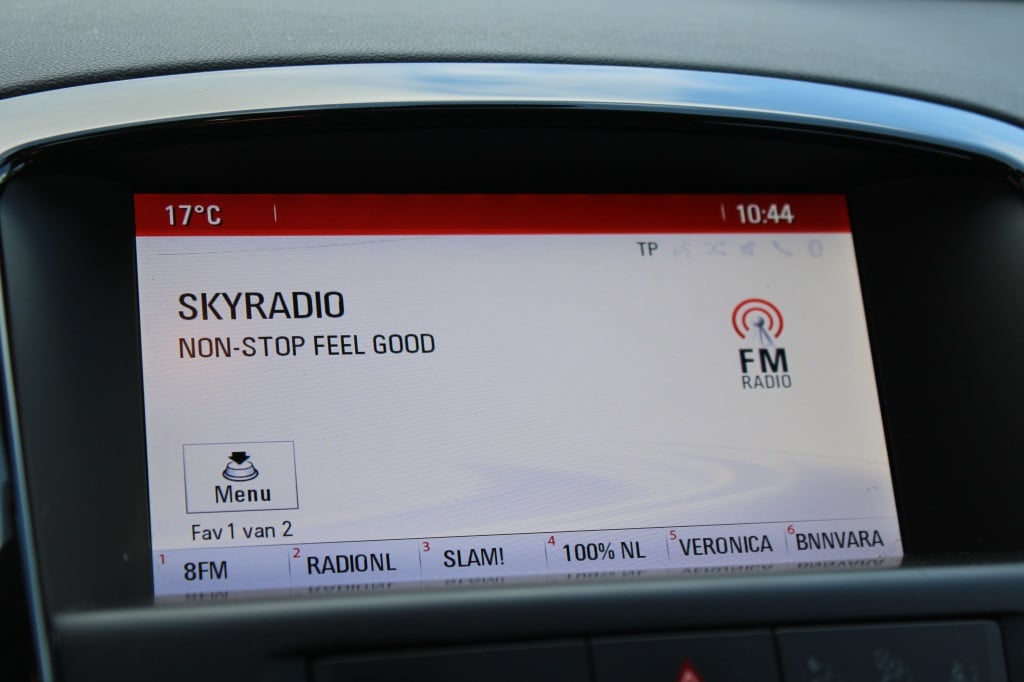 17°C 10:44
TP
SKYRADIO
NON-STOP FEEL GOOD
FM
RADIO
Menu
Fav 1 van 2
1 8FM 2 RADIONL 3 SLAM! 4 100% NL 5 VERONICA 6 BNNVARA